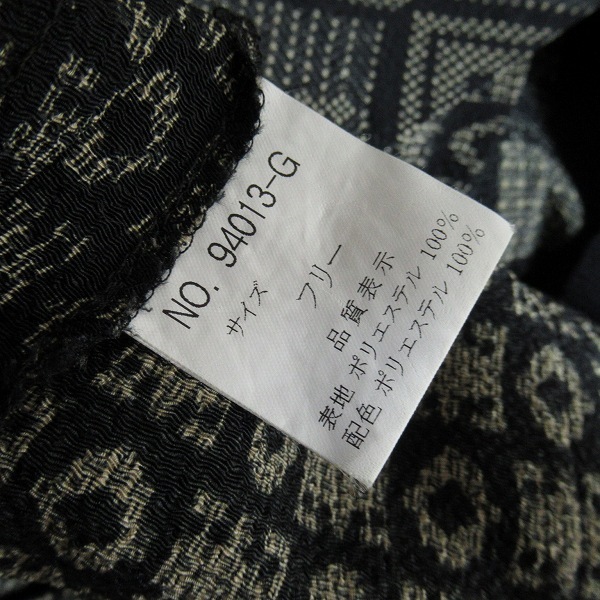 NO. 94013-G
サイズ フリー
品質表示
表地 ポリエステル 100%
配色 ポリエステル 100%